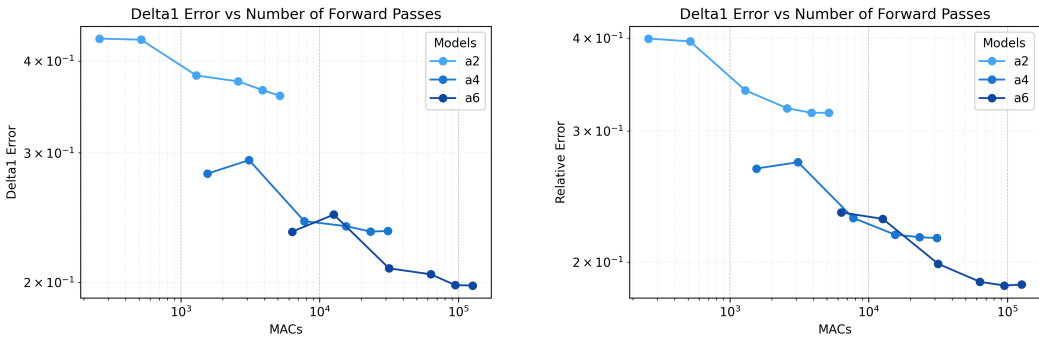 Delta1 Error vs Number of Forward Passes
Models
a2
a4
a6
4 × 10⁻¹
3 × 10⁻¹
2 × 10⁻¹
Delta1 Error
10³
10⁴
10⁵
MACs
Delta1 Error vs Number of Forward Passes
Models
a2
a4
a6
4 × 10⁻¹
3 × 10⁻¹
2 × 10⁻¹
Relative Error
10³
10⁴
10⁵
MACs